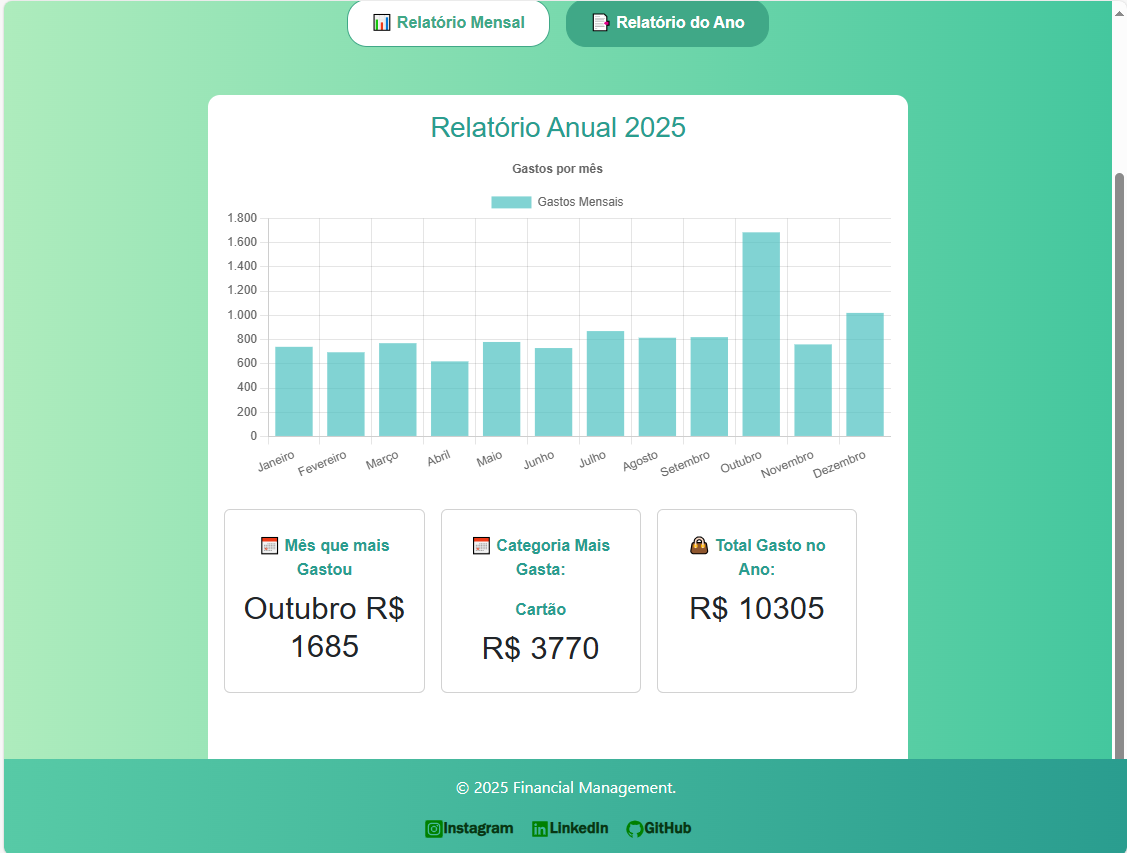 Relatório Mensal
Relatório do Ano
Relatório Anual 2025
Gastos por mês
Gastos Mensais
1.800
1.600
1.400
1.200
1.000
800
600
400
200
0
Janeiro
Fevereiro
Março
Abril
Maio
Junho
Julho
Agosto
Setembro
Outubro
Novembro
Dezembro
Mês que mais
Gastou
Outubro R$
1685
Categoria Mais
Gasta:
Cartão
R$ 3770
Total Gasto no
Ano:
R$ 10305
© 2025 Financial Management.
Instagram
LinkedIn
GitHub